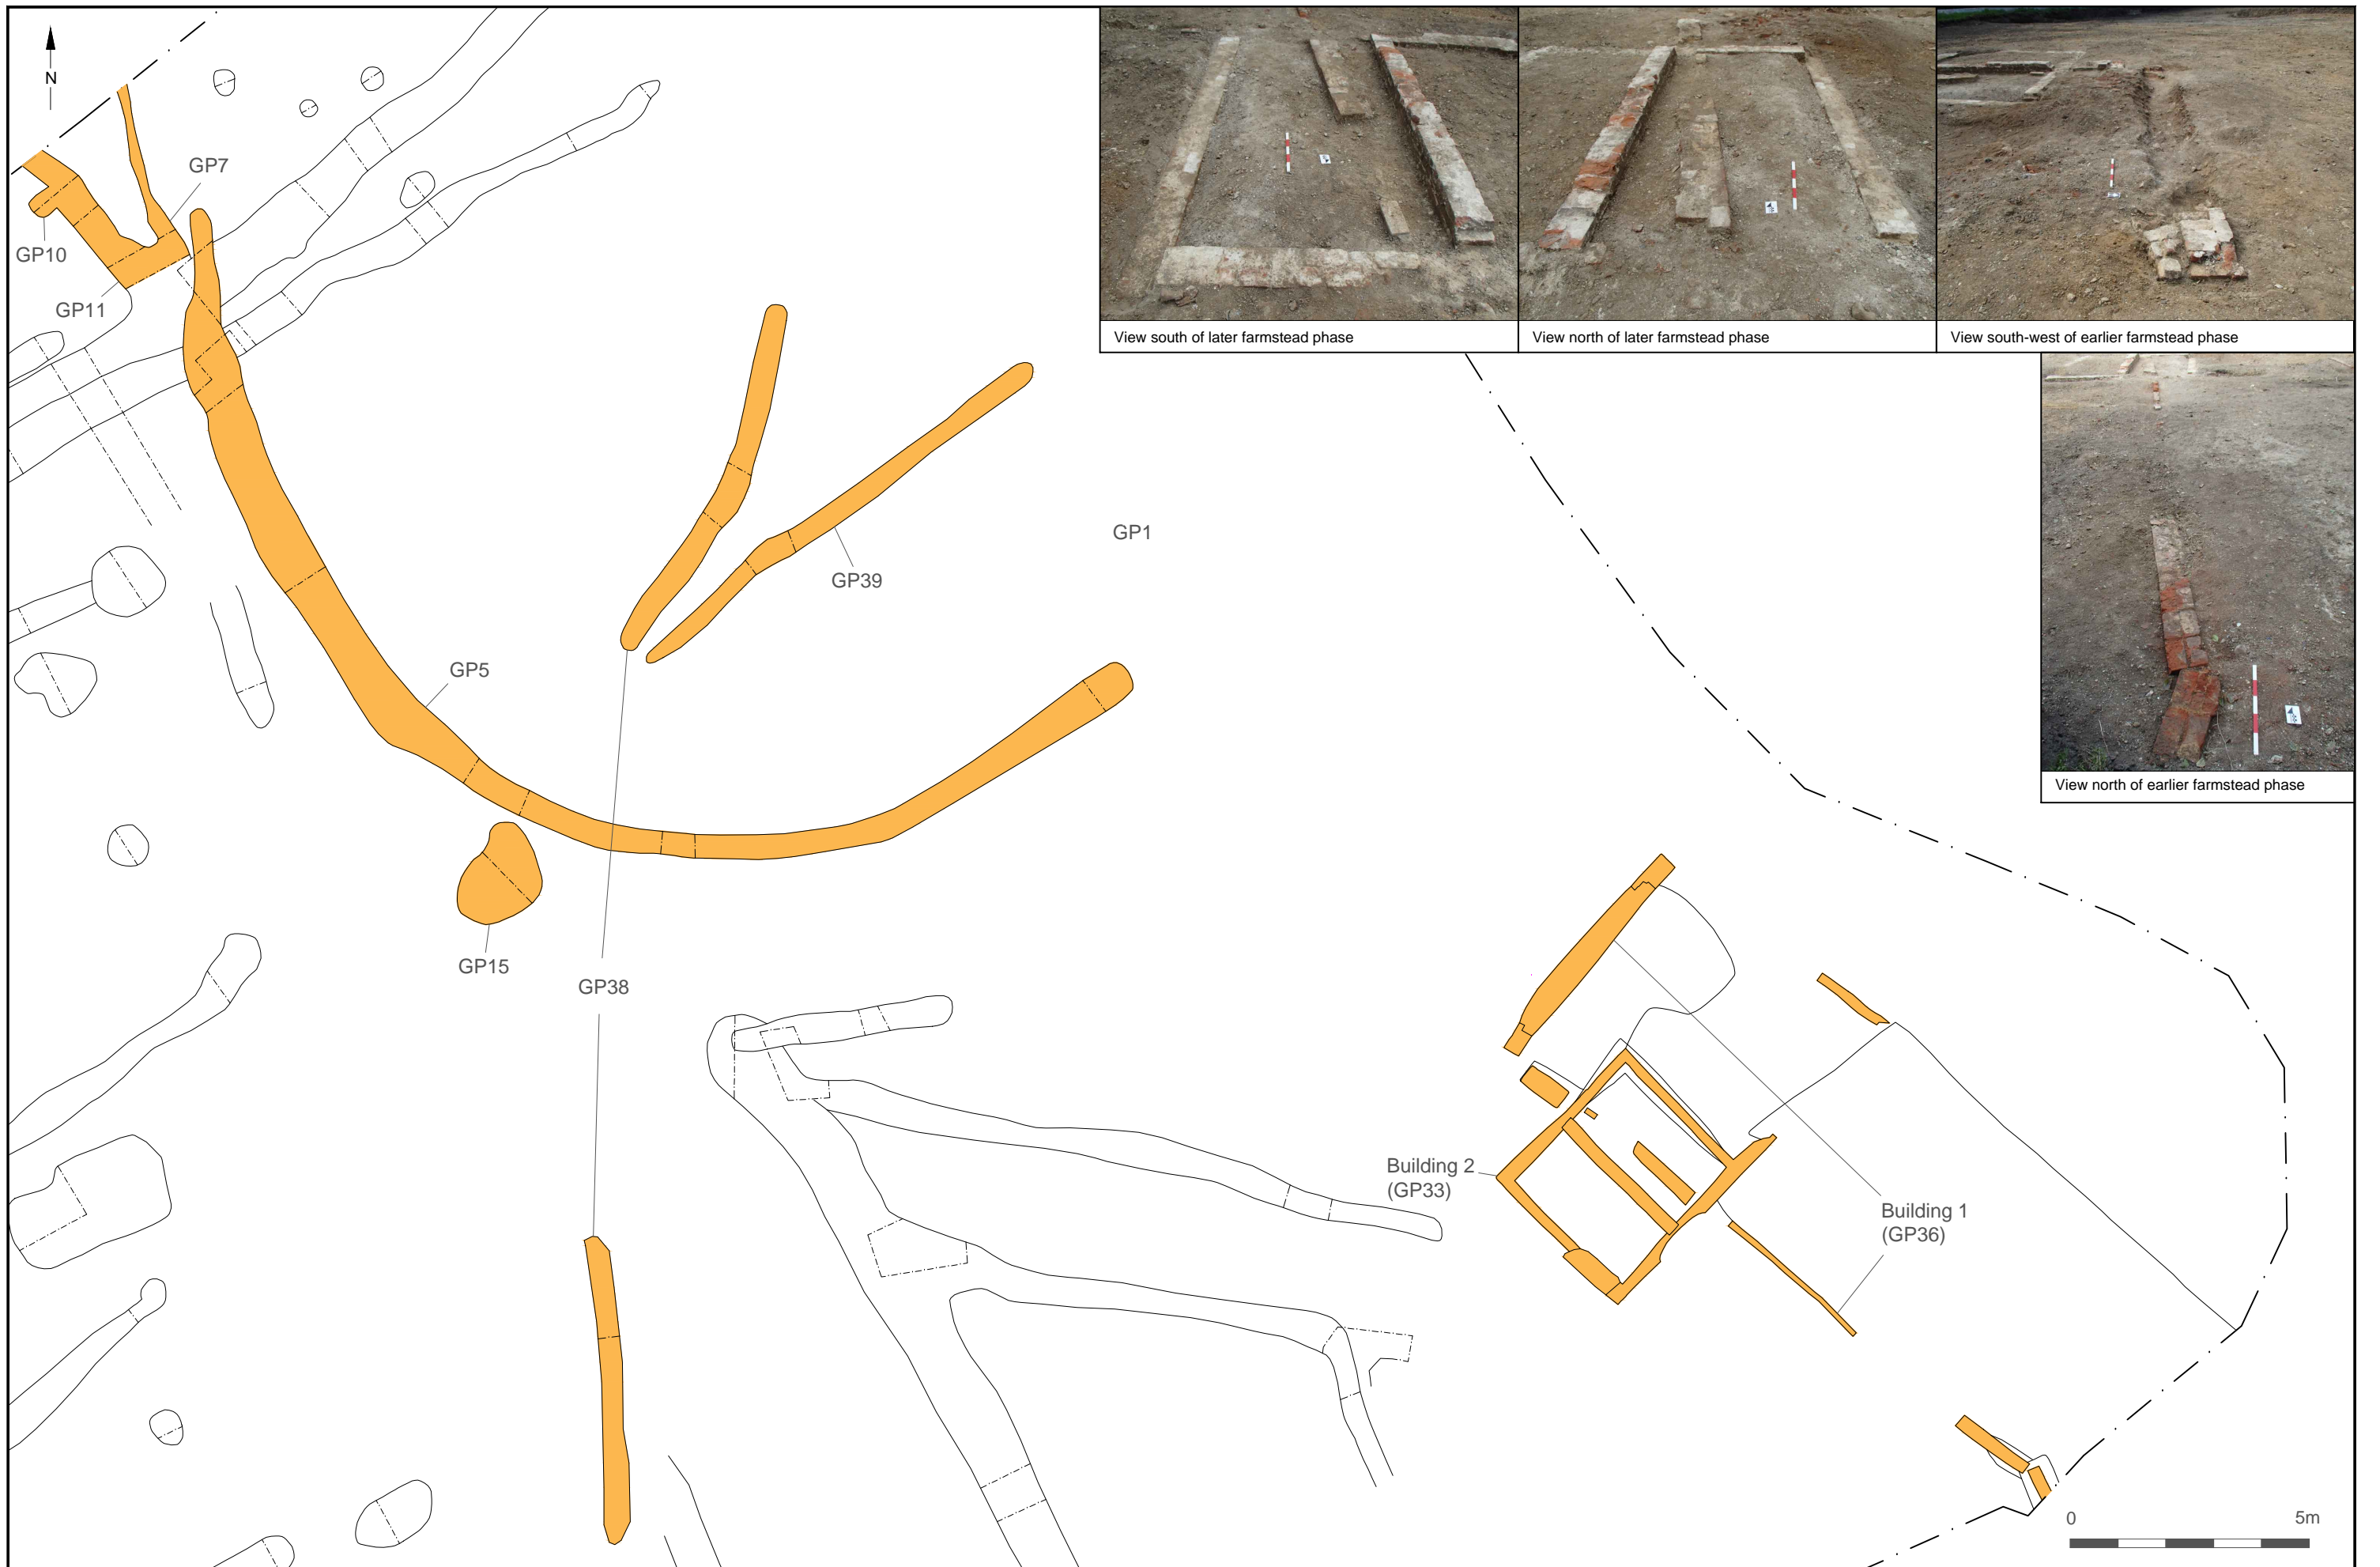 N
GP7
GP10
GP11
View south of later farmstead phase
View north of later farmstead phase
View south-west of earlier farmstead phase
GP1
GP39
GP5
View north of earlier farmstead phase
GP15
GP38
Building 2
(GP33)
Building 1
(GP36)
0
5m